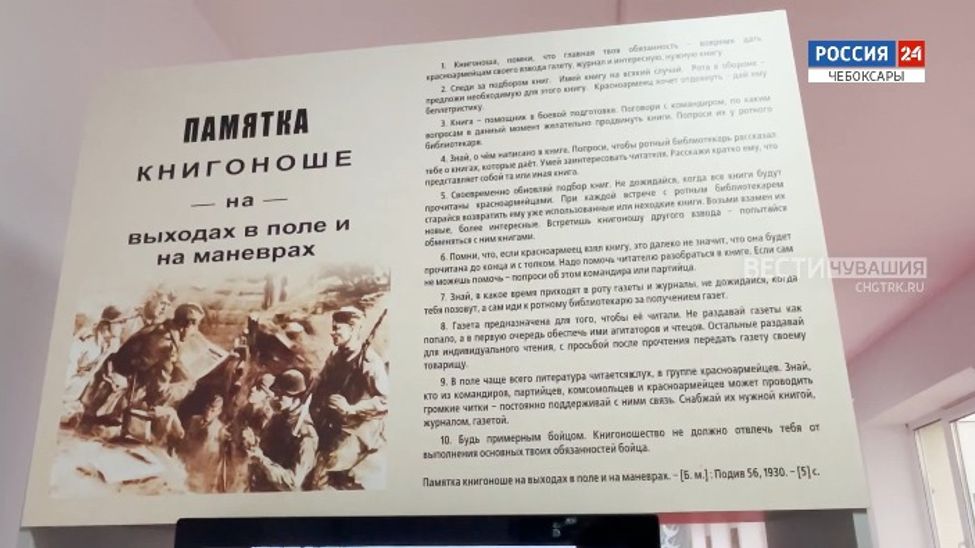 РОССИЯ 24
ЧЕБОКСАРЫ
ПАМЯТКА
КНИГОНОШЕ
— на —
выходах в поле и
на маневрах
1. Книгоноша, помни, что главная твоя обязанность – вовремя дать
красноармейцам своего взвода газету, журнал и интересную, нужную книгу.
2. Следи за подбором книг. Имей книгу на всякий случай. Рота в обороне –
предложи необходимую для этого книгу. Красноармеец хочет отдохнуть – дай ему
беллетристику.
3. Книга – помощник в боевой подготовке. Поговори с командиром, по каким
вопросам в данный момент желательно продвинуть книги. Попроси их у ротного
библиотекаря.
4. Знай, о чём написано в книге. Попроси, чтобы ротный библиотекарь рассказал
тебе о книгах, которые даёт. Умей заинтересовать читателя. Расскажи кратко ему, что
представляет собой та или иная книга.
5. Своевременно обновляй подбор книг. Не дожидайся, когда все книги будут
прочитаны красноармейцами. При каждой встрече с ротным библиотекарем
старайся возвратить ему уже использованные или неходкие книги. Возьми взамен их
новые, более интересные. Встретишь книгоношу другого взвода – попытайся
обменяться с ним книгами.
6. Помни, что, если красноармеец взял книгу, это далеко не значит, что она будет
прочитана до конца и с толком. Надо помочь читателю разобраться в книге. Если сам
не можешь помочь – попроси об этом командира или партийца.
7. Знай, в какое время приходят в роту газеты и журналы, не дожидайся, когда
тебя позовут, а сам иди к ротному библиотекарю за получением газет.
8. Газета предназначена для того, чтобы её читали. Не раздавай газеты как
попало, а в первую очередь обеспечь ими агитаторов и чтецов. Остальные раздавай
для индивидуального чтения, с просьбой после прочтения передать газету своему
товарищу.
9. В поле чаще всего литература читается вслух, в группе красноармейцев. Знай,
кто из командиров, партийцев, комсомольцев и красноармейцев может проводить
громкие читки – постоянно поддерживай с ними связь. Снабжай их нужной книгой,
журналом, газетой.
10. Будь примерным бойцом. Книгоношество не должно отвлечь тебя от
выполнения основных твоих обязанностей бойца.
Памятка книгоноше на выходах в поле и на маневрах. – [Б. м.] : Подив 56, 1930. – [5] с.
ВЕСТИ ЧУВАШИЯ
CHGTRK.RU